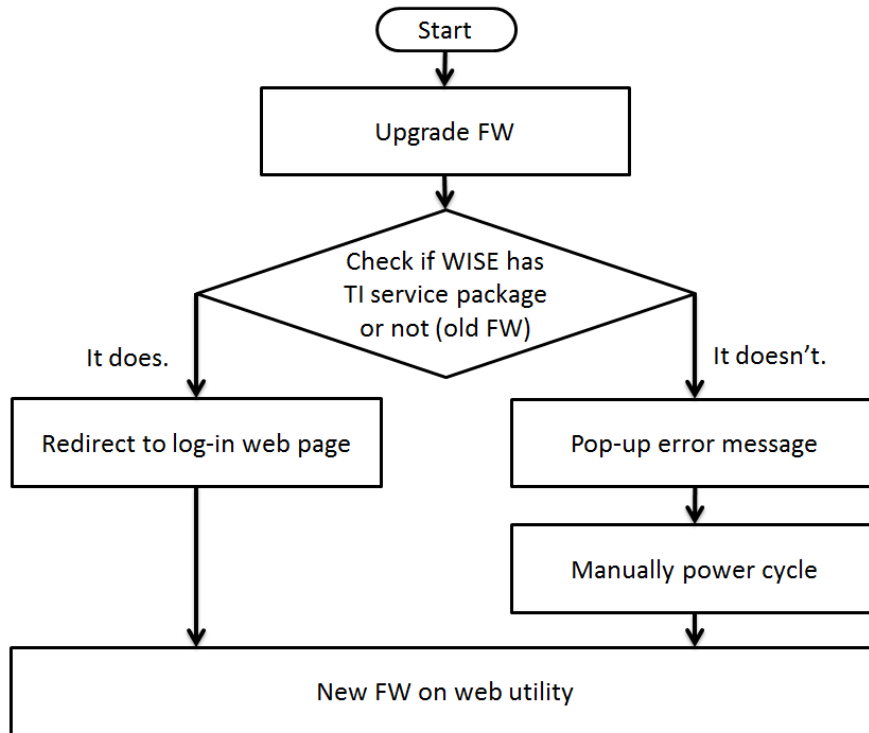 Start
Upgrade FW
Check if WISE has
TI service package
or not (old FW)
It does.
It doesn't.
Redirect to log-in web page
Pop-up error message
Manually power cycle
New FW on web utility